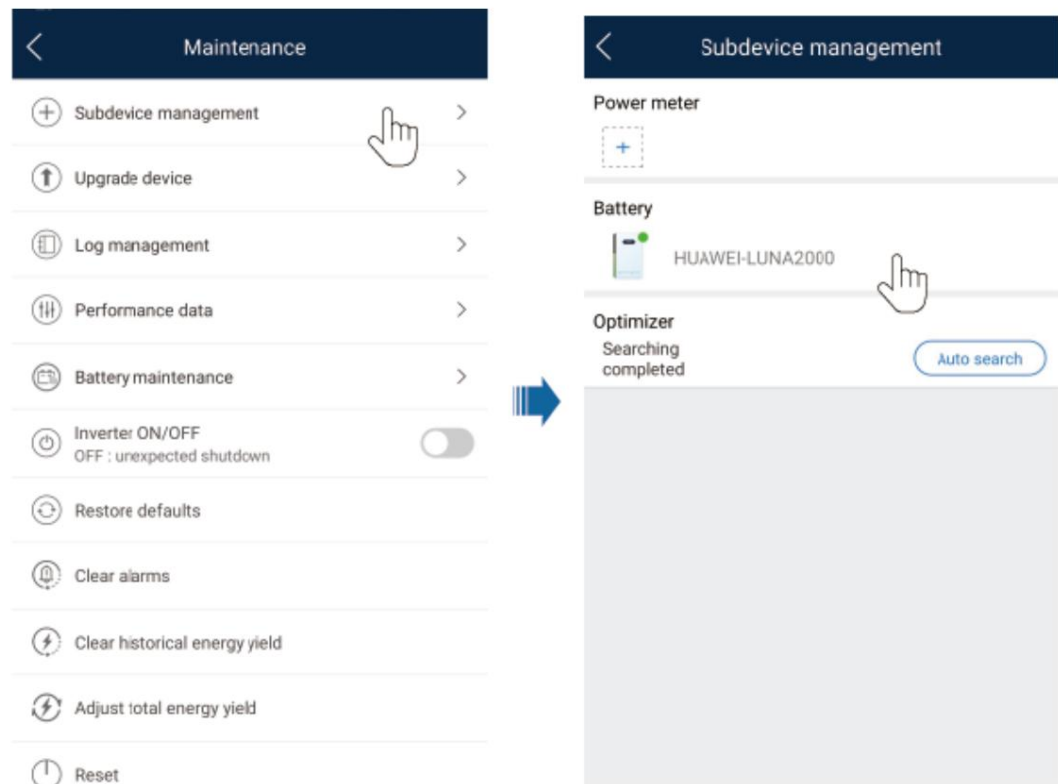 Maintenance
Subdevice management
Upgrade device
Log management
Performance data
Battery maintenance
Inverter ON/OFF
OFF : unexpected shutdown
Restore defaults
Clear alarms
Clear historical energy yield
Adjust total energy yield
Reset
Subdevice management
Power meter
Battery
HUAWEI-LUNA2000
Optimizer
Searching
completed
Auto search